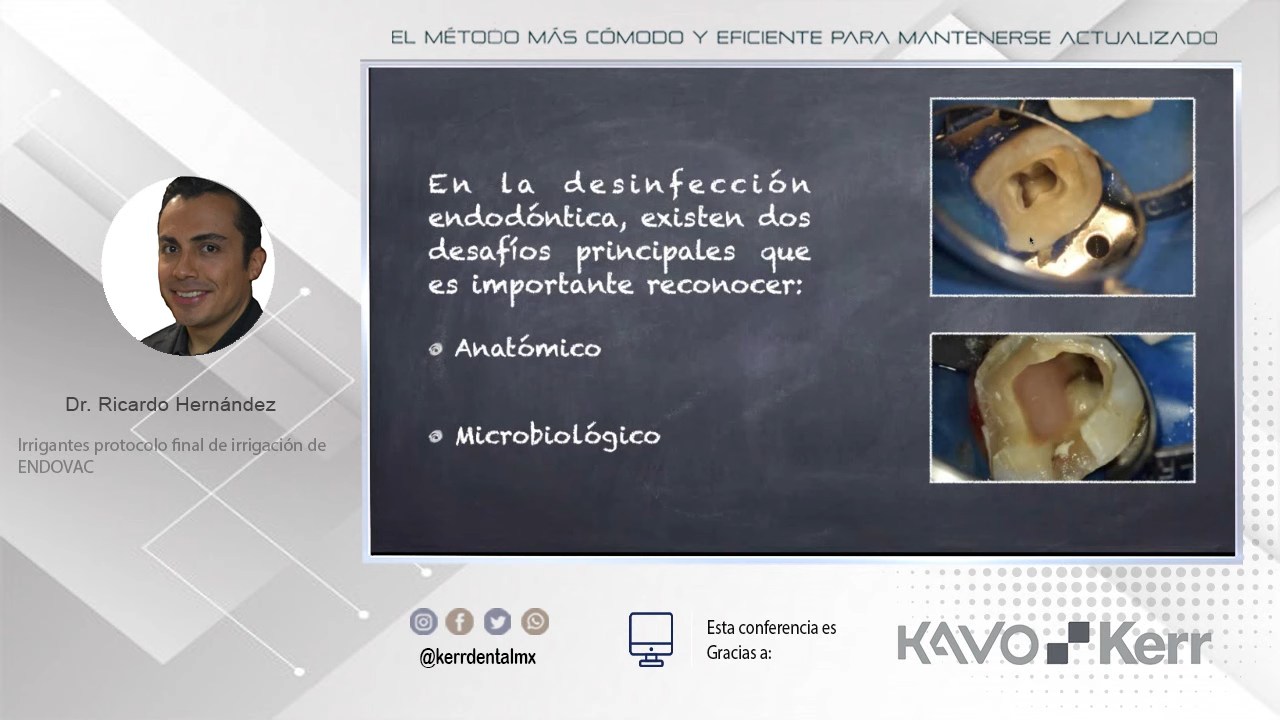 EL MÉTODO MÁS CÓMODO Y EFICIENTE PARA MANTENERSE ACTUALIZADO
En la desinfección
endodóntica, existen dos
desafíos principales que
es importante reconocer:
Anatómico
Microbiológico
Dr. Ricardo Hernández
Irrigantes protocolo final de irrigación de
ENDOVAC
@kerrdentalmx
Esta conferencia es
Gracias a:
KAVO Kerr